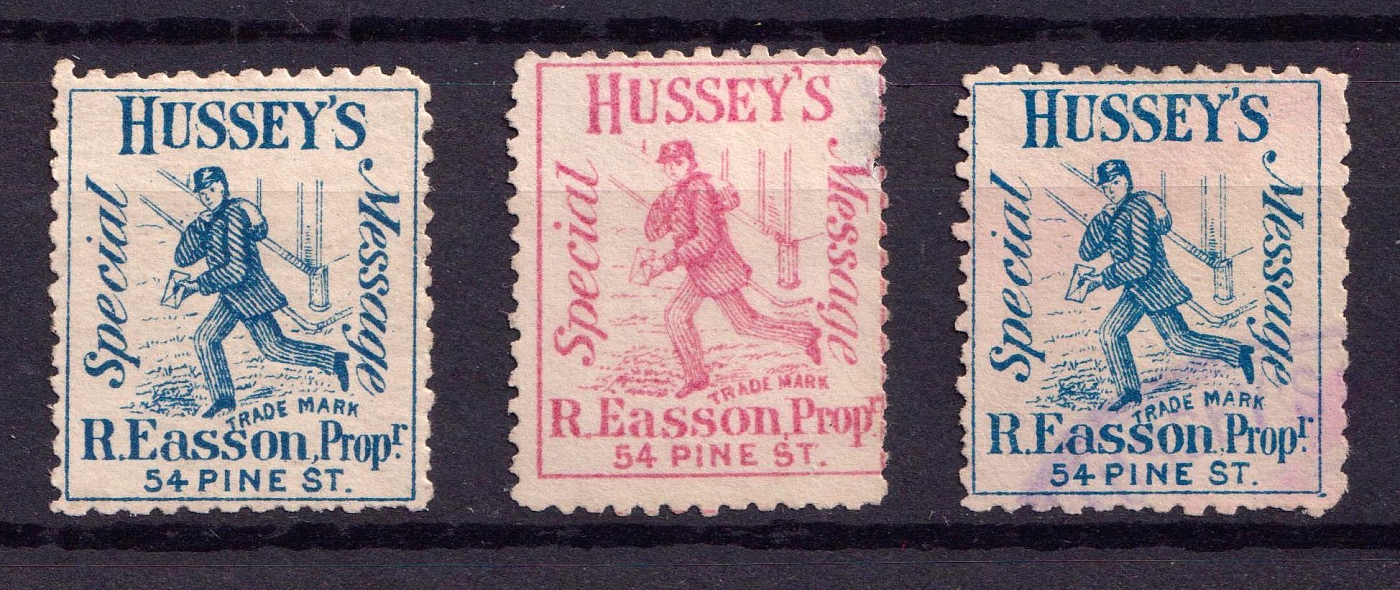 HUSSEY'S
Special
Message
TRADE MARK
R. Easson, Propr.
54 PINE ST.
HUSSEY'S
Special
Message
TRADE MARK
R. Easson, Propr.
54 PINE ST.
HUSSEY'S
Special
Message
TRADE MARK
R. Easson, Propr.
54 PINE ST.